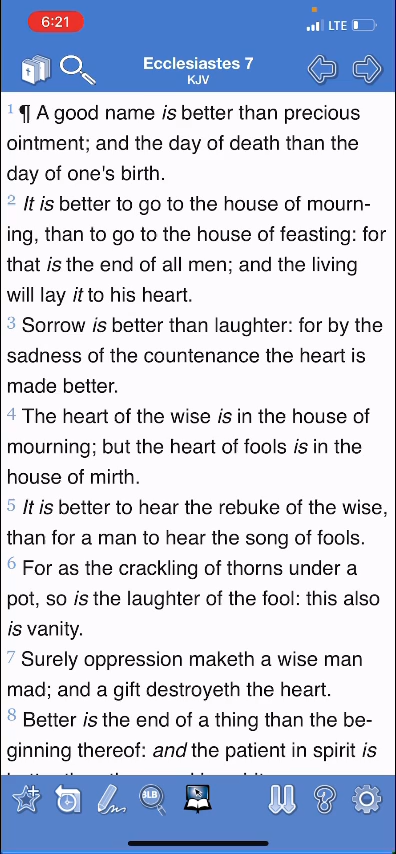 6:21
LTE
Ecclesiastes 7
KJV
1 ¶ A good name is better than precious
ointment; and the day of death than the
day of one's birth.
2 It is better to go to the house of mourn-
ing, than to go to the house of feasting: for
that is the end of all men; and the living
will lay it to his heart.
3 Sorrow is better than laughter: for by the
sadness of the countenance the heart is
made better.
4 The heart of the wise is in the house of
mourning; but the heart of fools is in the
house of mirth.
5 It is better to hear the rebuke of the wise,
than for a man to hear the song of fools.
6 For as the crackling of thorns under a
pot, so is the laughter of the fool: this also
is vanity.
7 Surely oppression maketh a wise man
mad; and a gift destroyeth the heart.
8 Better is the end of a thing than the be-
ginning thereof: and the patient in spirit is
BLB